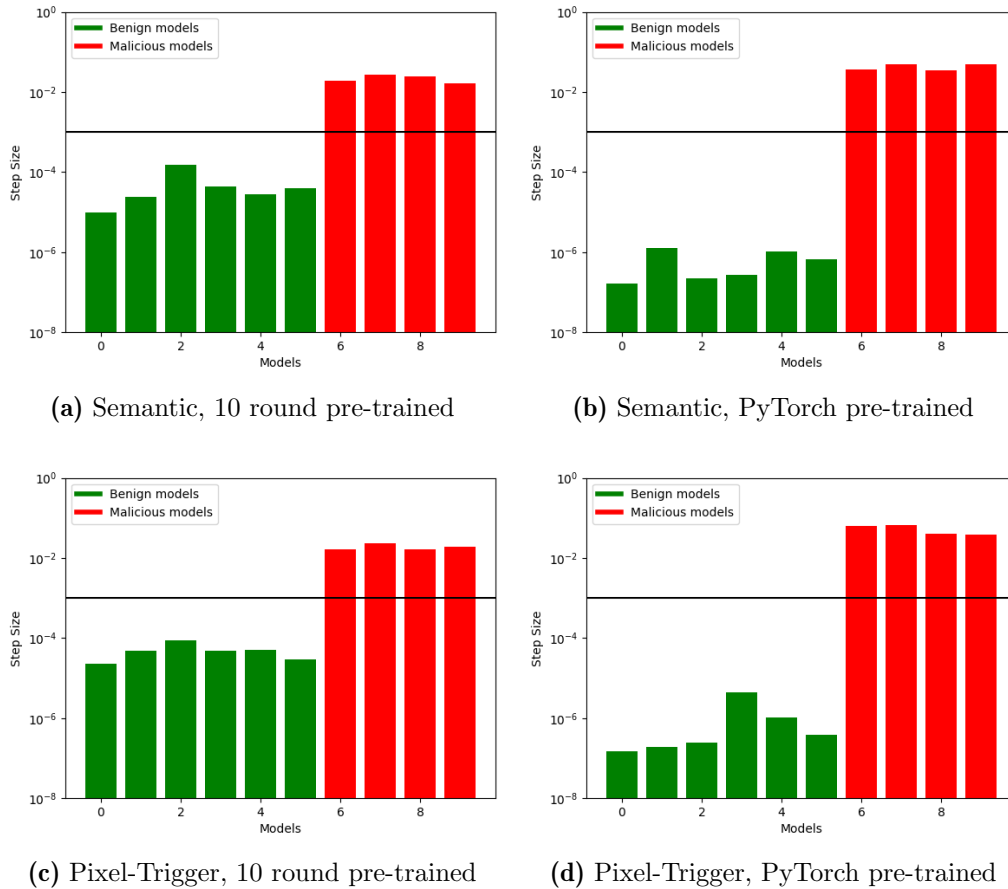 10^0
Benign models
Malicious models
10^-2
Step Size
10^-4
10^-6
10^-8
0 2 4 6 8
Models
(a) Semantic, 10 round pre-trained
10^0
Benign models
Malicious models
10^-2
Step Size
10^-4
10^-6
10^-8
0 2 4 6 8
Models
(b) Semantic, PyTorch pre-trained
10^0
Benign models
Malicious models
10^-2
Step Size
10^-4
10^-6
10^-8
0 2 4 6 8
Models
(c) Pixel-Trigger, 10 round pre-trained
10^0
Benign models
Malicious models
10^-2
Step Size
10^-4
10^-6
10^-8
0 2 4 6 8
Models
(d) Pixel-Trigger, PyTorch pre-trained